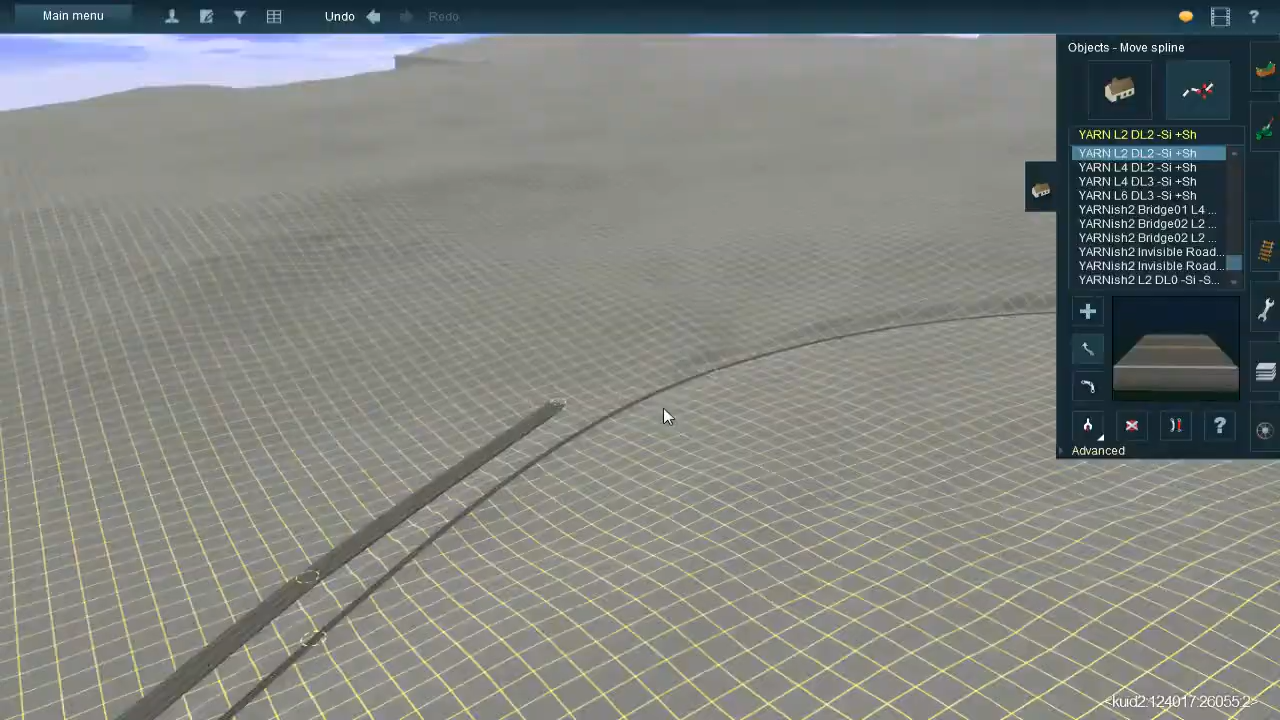 Main menu
Undo
Redo
?
Objects - Move spline
YARN L2 DL2 -Si +Sh
YARN L2 DL2 -Si +Sh
YARN L4 DL2 -Si +Sh
YARN L4 DL3 -Si +Sh
YARN L6 DL3 -Si +Sh
YARNish2 Bridge01 L4 ...
YARNish2 Bridge02 L2 ...
YARNish2 Bridge02 L2 ...
YARNish2 Invisible Road...
YARNish2 Invisible Road...
YARNish2 L2 DL0 -Si -S...
?
Advanced
<kuid2:124017:26055:2>